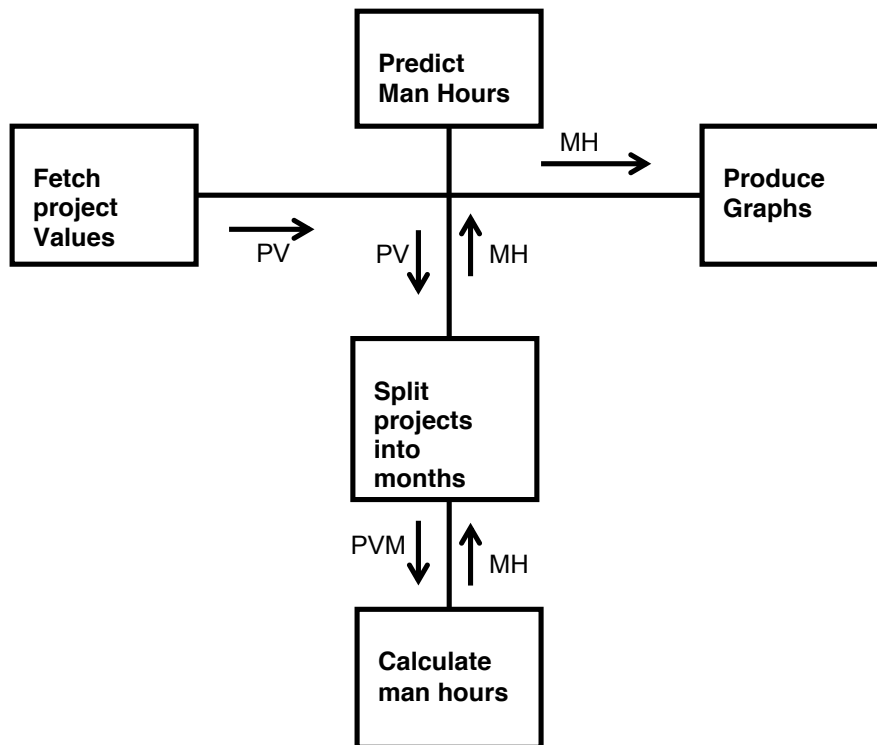 Predict
Man Hours
MH
Fetch
project
Values
Produce
Graphs
PV
PV
MH
Split
projects
into
months
PVM
MH
Calculate
man hours